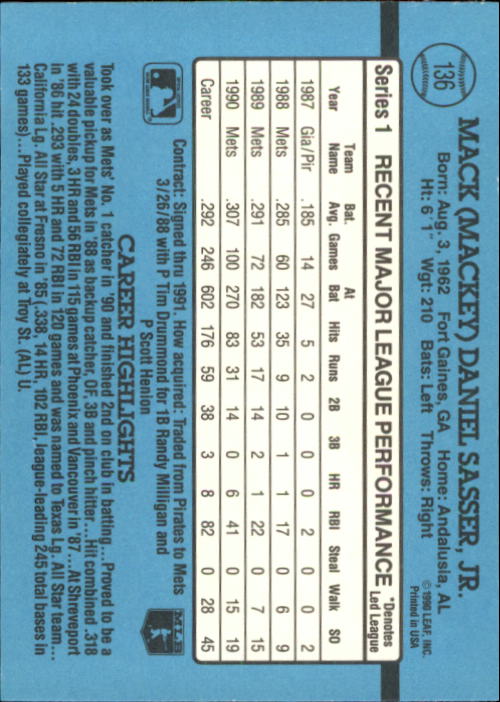 136
MACK (MACKEY) DANIEL SASSER, JR.
Born: Aug. 3, 1962 Fort Gaines, GA Home: Andalusia, AL
Ht: 6' 1" Wgt: 210 Bats: Left Throws: Right
© 1990 LEAF, INC.
Printed in USA
Series 1 RECENT MAJOR LEAGUE PERFORMANCE *Denotes Led League
Year Team Name Bat. Avg. Games At Bat Hits Runs 2B 3B HR RBI Steal Walk SO
1987 Gia/Pir .185 14 27 5 2 0 0 0 2 0 0 2
1988 Mets .285 60 123 35 9 10 1 1 17 0 6 9
1989 Mets .291 72 182 53 17 14 2 1 22 0 7 15
1990 Mets .307 100 270 83 31 14 0 6 41 0 15 19
Career .292 246 602 176 59 38 3 8 82 0 28 45
Contract: Signed thru 1991. How acquired: Traded from Pirates to Mets
3/26/88 with P Tim Drummond for 1B Randy Milligan and
P Scott Henion
MLB
CAREER HIGHLIGHTS
Took over as Mets' No. 1 catcher in '90 and finished 2nd on club in batting....Proved to be a
valuable pickup for Mets in '88 as backup catcher, OF, 3B and pinch hitter....Hit combined .318
with 24 doubles, 3 HR and 56 RBI in 115 games at Phoenix and Vancouver in '87....At Shreveport
in '86 hit .293 with 5 HR and 72 RBI in 120 games and was named to Texas Lg. All Star team....
California Lg. All Star at Fresno in '85 (.338, 14 HR, 102 RBI, league-leading 245 total bases in
133 games)....Played collegiately at Troy St. (AL) U.